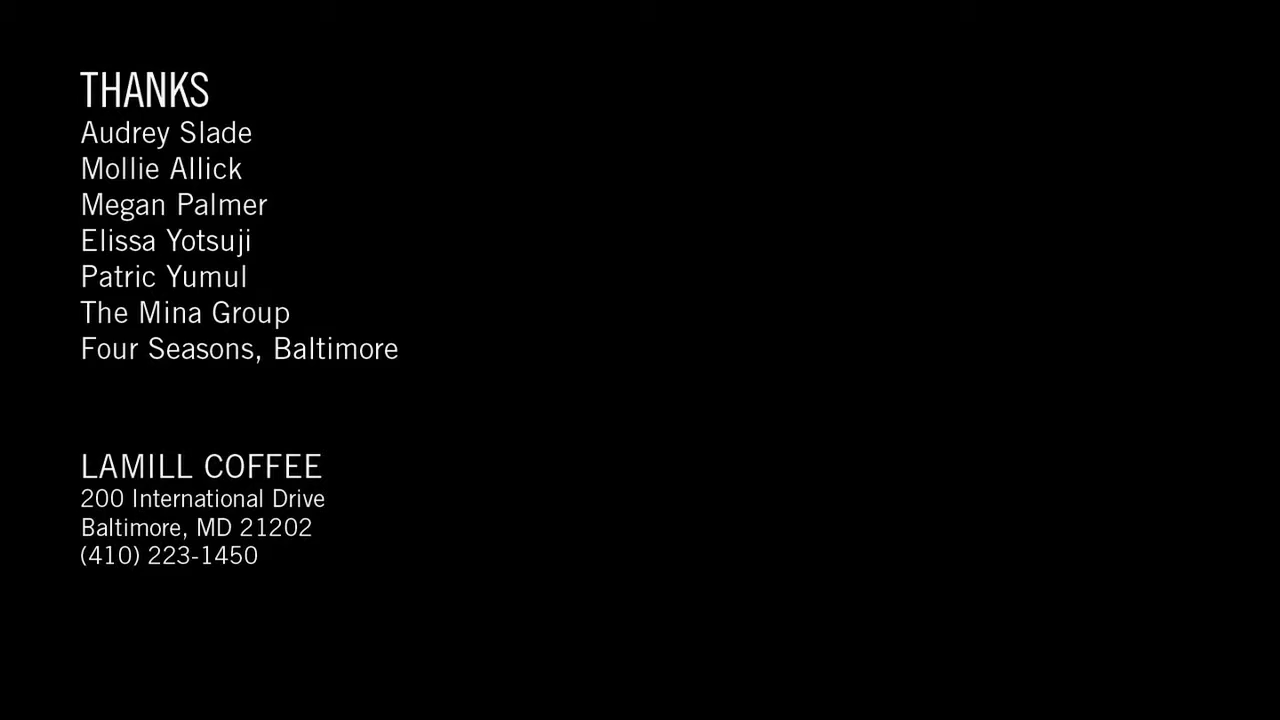 THANKS
Audrey Slade
Mollie Allick
Megan Palmer
Elissa Yotsuji
Patric Yumul
The Mina Group
Four Seasons, Baltimore
LAMILL COFFEE
200 International Drive
Baltimore, MD 21202
(410) 223-1450